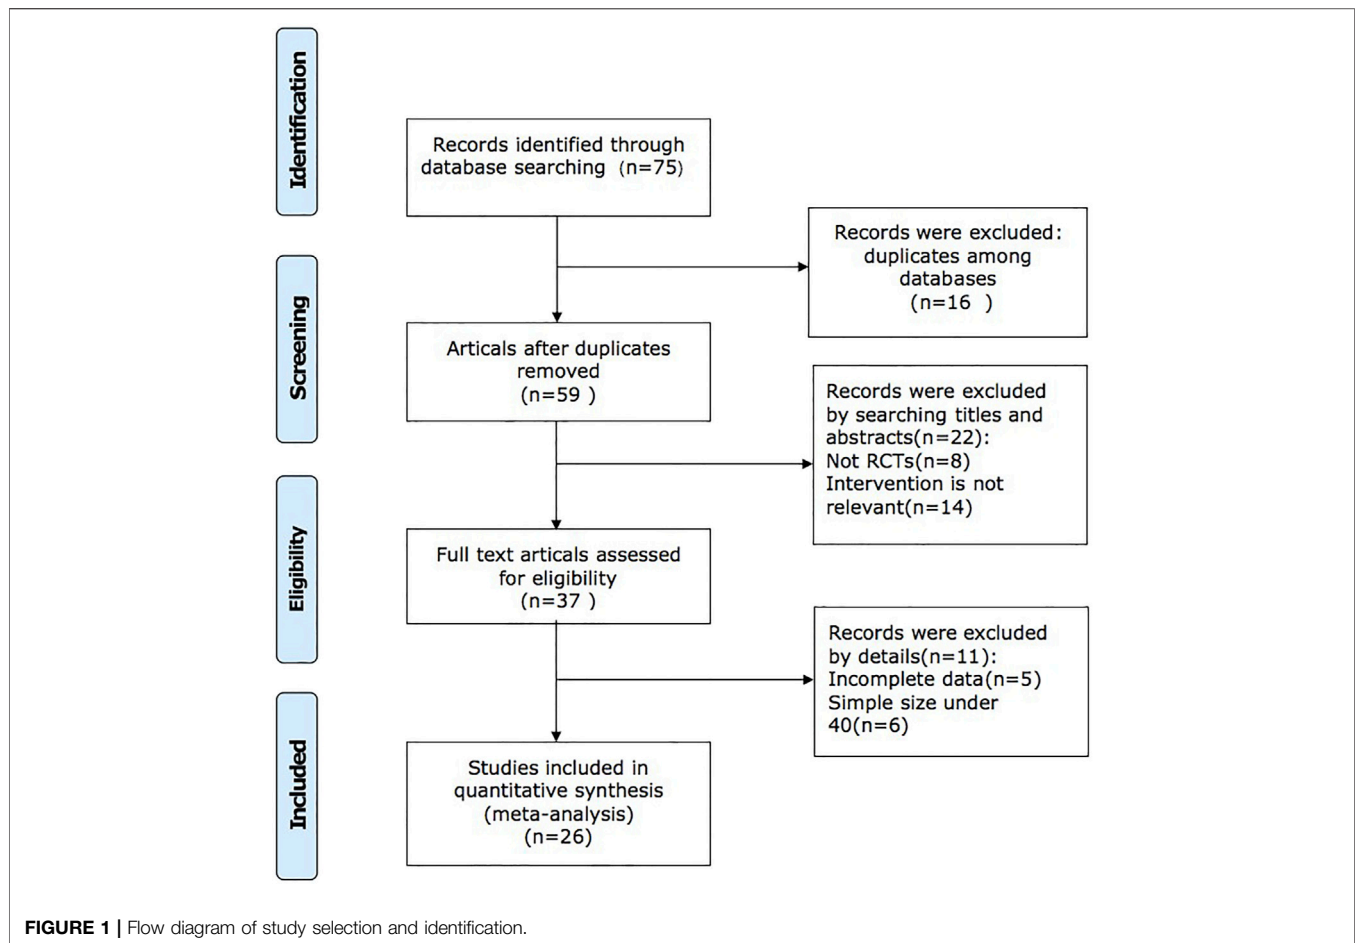 Identification
Records identified through
database searching (n=75)
Records were excluded:
duplicates among
databases
(n=16 )
Screening
Articals after duplicates
removed
(n=59 )
Records were excluded
by searching titles and
abstracts(n=22):
Not RCTs(n=8)
Intervention is not
relevant(n=14)
Eligibility
Full text articals assessed
for eligibility
(n=37 )
Records were excluded
by details(n=11):
Incomplete data(n=5)
Simple size under
40(n=6)
Included
Studies included in
quantitative synthesis
(meta-analysis)
(n=26)
FIGURE 1 | Flow diagram of study selection and identification.